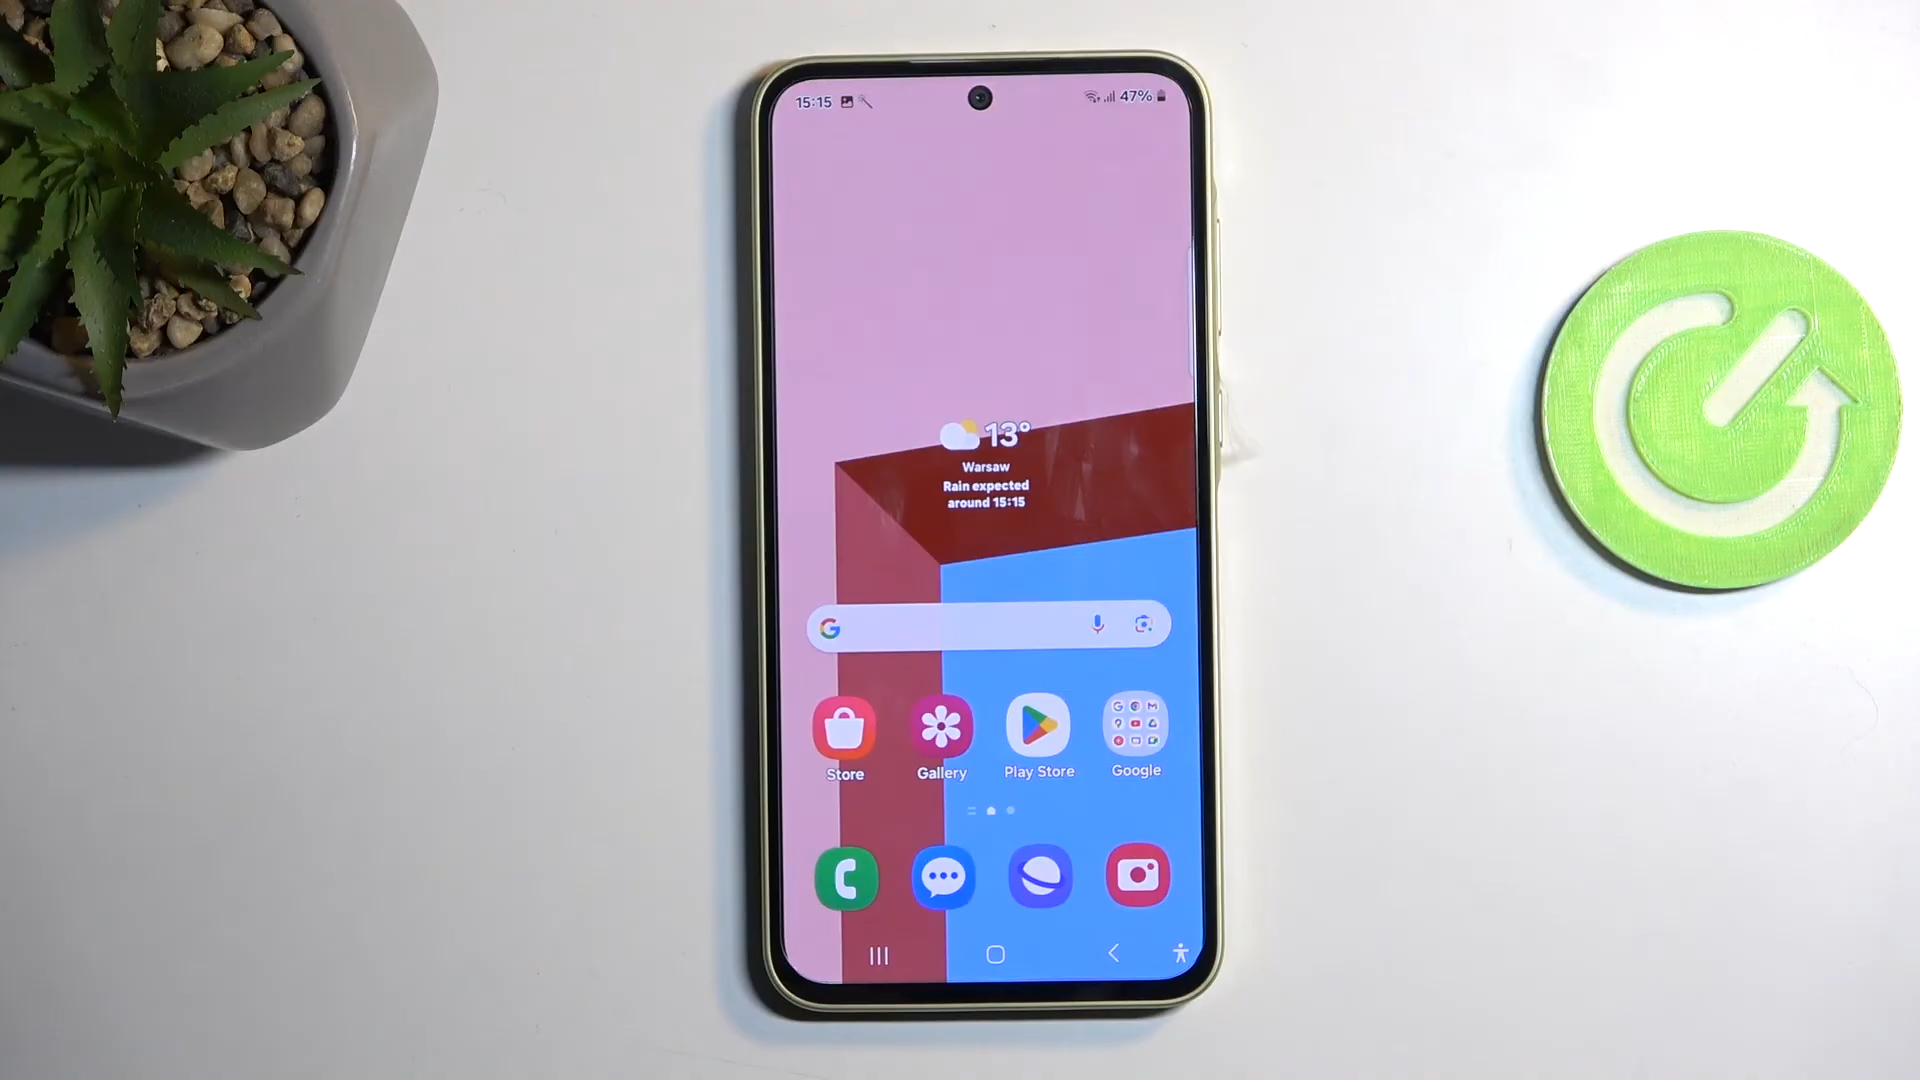 15:15
47%
13°
Warsaw
Rain expected
around 15:15
G
Store
Gallery
Play Store
Google